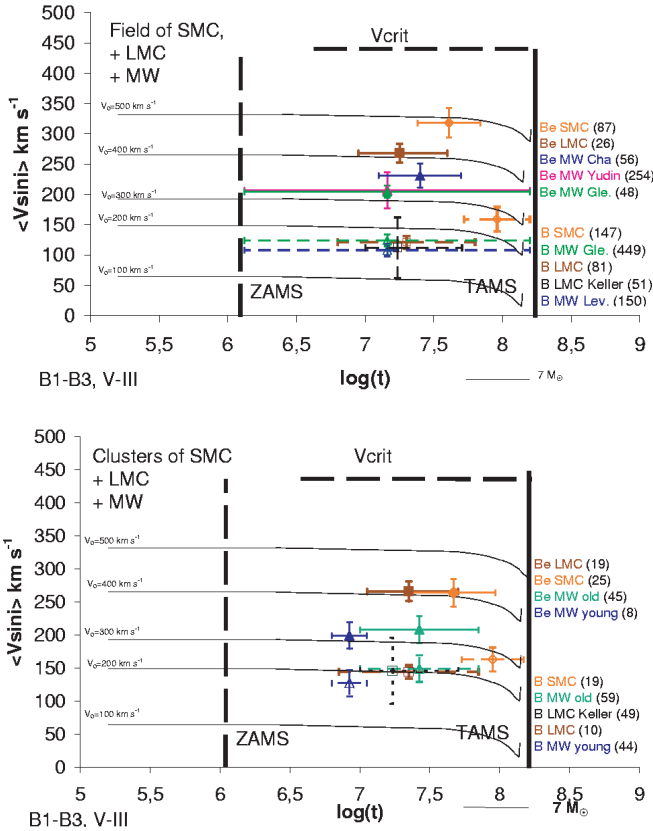 Field of SMC,
+ LMC
+ MW
Vcrit
500
450
400
350
300
250
200
150
100
50
0
<Vsini> km s⁻¹
V₀=500 km s⁻¹
V₀=400 km s⁻¹
V₀=300 km s⁻¹
V₀=200 km s⁻¹
V₀=100 km s⁻¹
Be SMC (87)
Be LMC (26)
Be MW Cha (56)
Be MW Yudin (254)
Be MW Gle. (48)
B SMC (147)
B MW Gle. (449)
B LMC (81)
B LMC Keller (51)
B MW Lev. (150)
ZAMS
TAMS
5 5,5 6 6,5 7 7,5 8 8,5 9
B1-B3, V-III
log(t)
7 M☉
Clusters of SMC
+ LMC
+ MW
Vcrit
500
450
400
350
300
250
200
150
100
50
0
<Vsini> km s⁻¹
V₀=500 km s⁻¹
V₀=400 km s⁻¹
V₀=300 km s⁻¹
V₀=200 km s⁻¹
V₀=100 km s⁻¹
Be LMC (19)
Be SMC (25)
Be MW old (45)
Be MW young (8)
B SMC (19)
B MW old (59)
B LMC Keller (49)
B LMC (10)
B MW young (44)
ZAMS
TAMS
5 5,5 6 6,5 7 7,5 8 8,5 9
B1-B3, V-III
log(t)
7 M☉